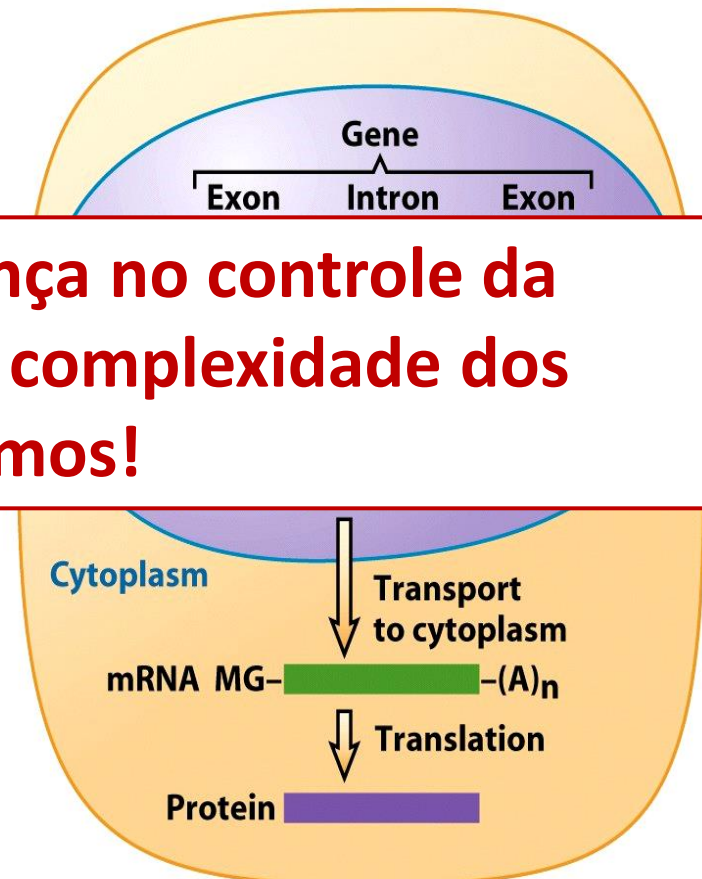 Gene
Exon Intron Exon
nça no controle da
complexidade dos
mos!
Cytoplasm
Transport
to cytoplasm
mRNA MG– –(A)n
Translation
Protein